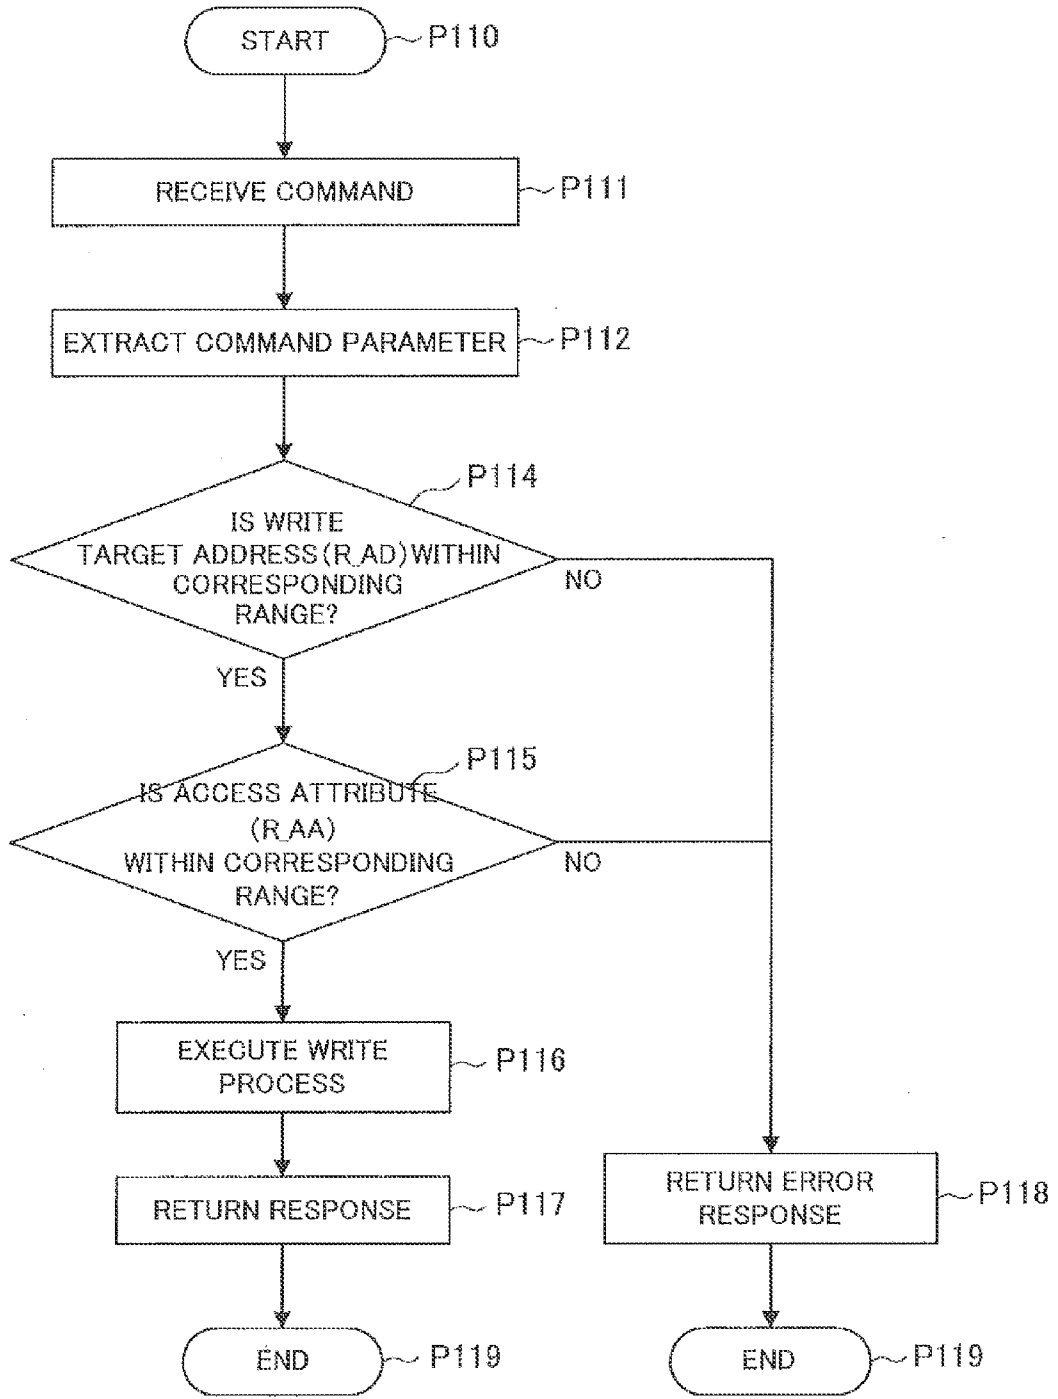 START
P110
RECEIVE COMMAND
P111
EXTRACT COMMAND PARAMETER
P112
P114
IS WRITE
TARGET ADDRESS(R_AD)WITHIN
CORRESPONDING
RANGE?
NO
YES
P115
IS ACCESS ATTRIBUTE
(R_AA)
WITHIN CORRESPONDING
RANGE?
NO
YES
EXECUTE WRITE
PROCESS
P116
RETURN RESPONSE
P117
RETURN ERROR
RESPONSE
P118
END
P119
END
P119